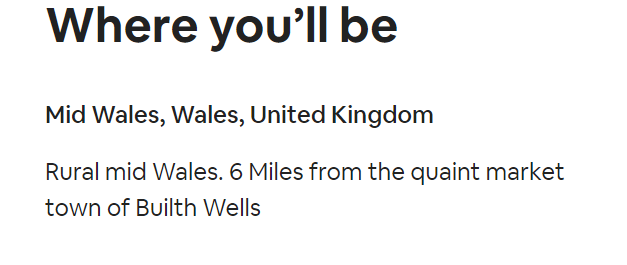 Where you’ll be
Mid Wales, Wales, United Kingdom
Rural mid Wales. 6 Miles from the quaint market
town of Builth Wells